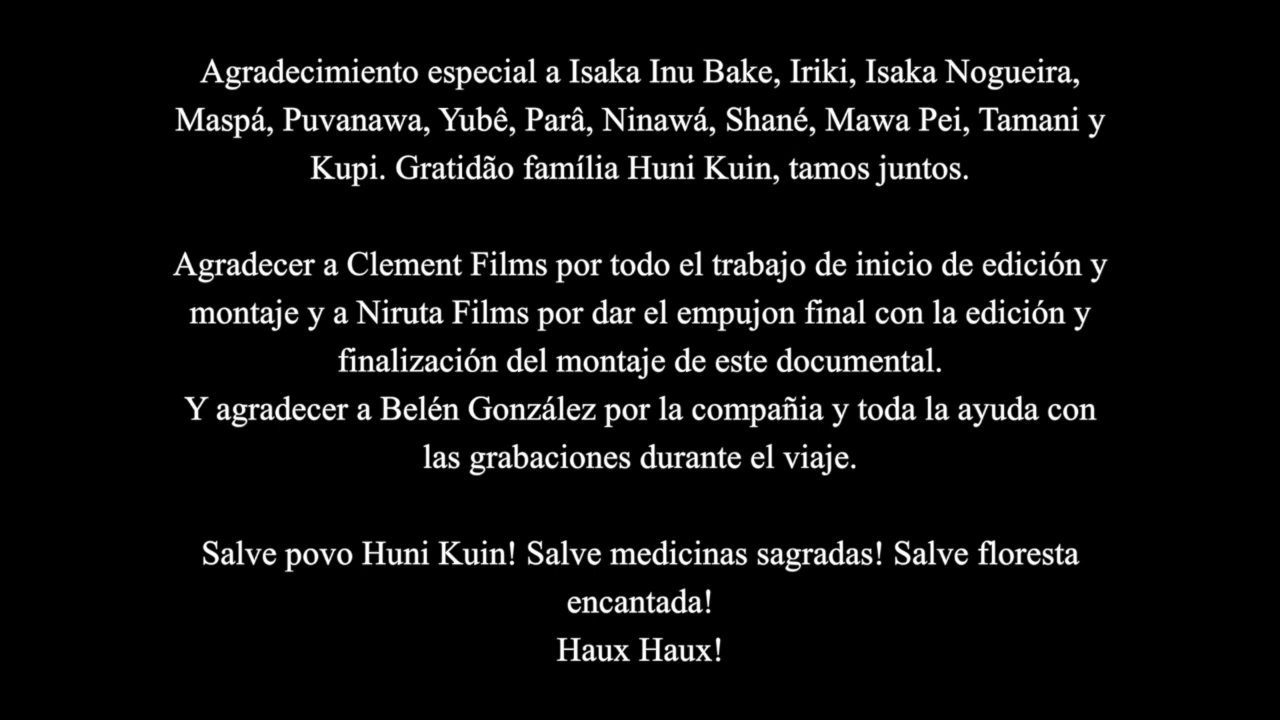 Agradecimiento especial a Isaka Inu Bake, Iriki, Isaka Nogueira,
Maspá, Puvanawa, Yubê, Parâ, Ninawá, Shané, Mawa Pei, Tamani y
Kupi. Gratidão família Huni Kuin, tamos juntos.
Agradecer a Clement Films por todo el trabajo de inicio de edición y
montaje y a Niruta Films por dar el empujon final con la edición y
finalización del montaje de este documental.
Y agradecer a Belén González por la compañia y toda la ayuda con
las grabaciones durante el viaje.
Salve povo Huni Kuin! Salve medicinas sagradas! Salve floresta
encantada!
Haux Haux!